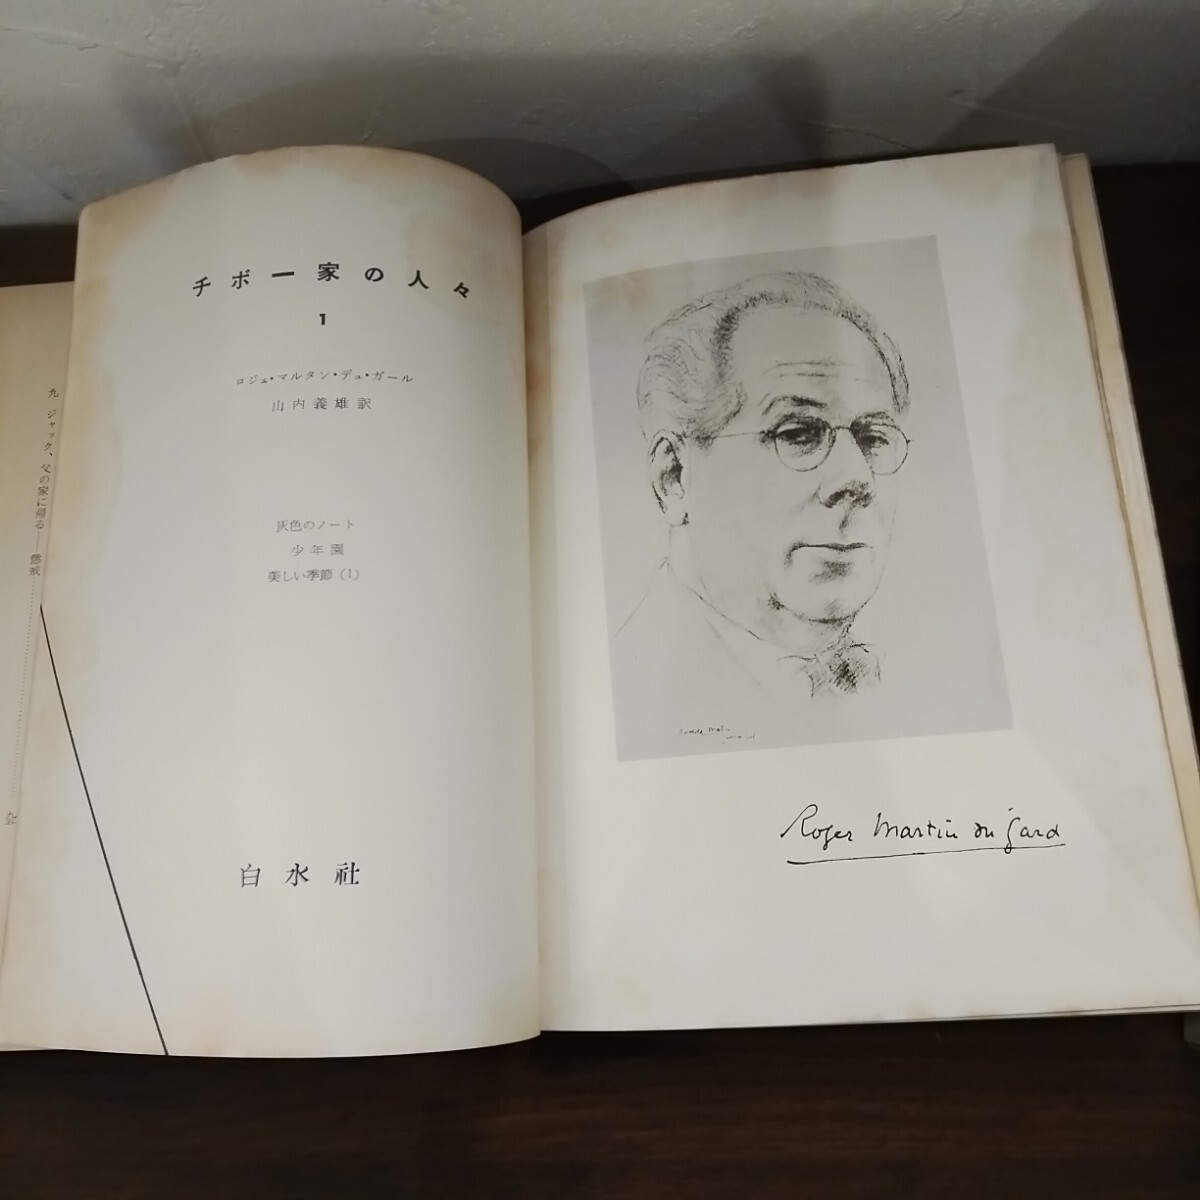 チボー家の人々
1
ロジェ・マルタン・デュ・ガール
山内義雄訳
灰色のノート
少年園
美しい季節(1)
白水社
九 ジャック、父の家に帰る——懲戒
Roger Martin du Gard